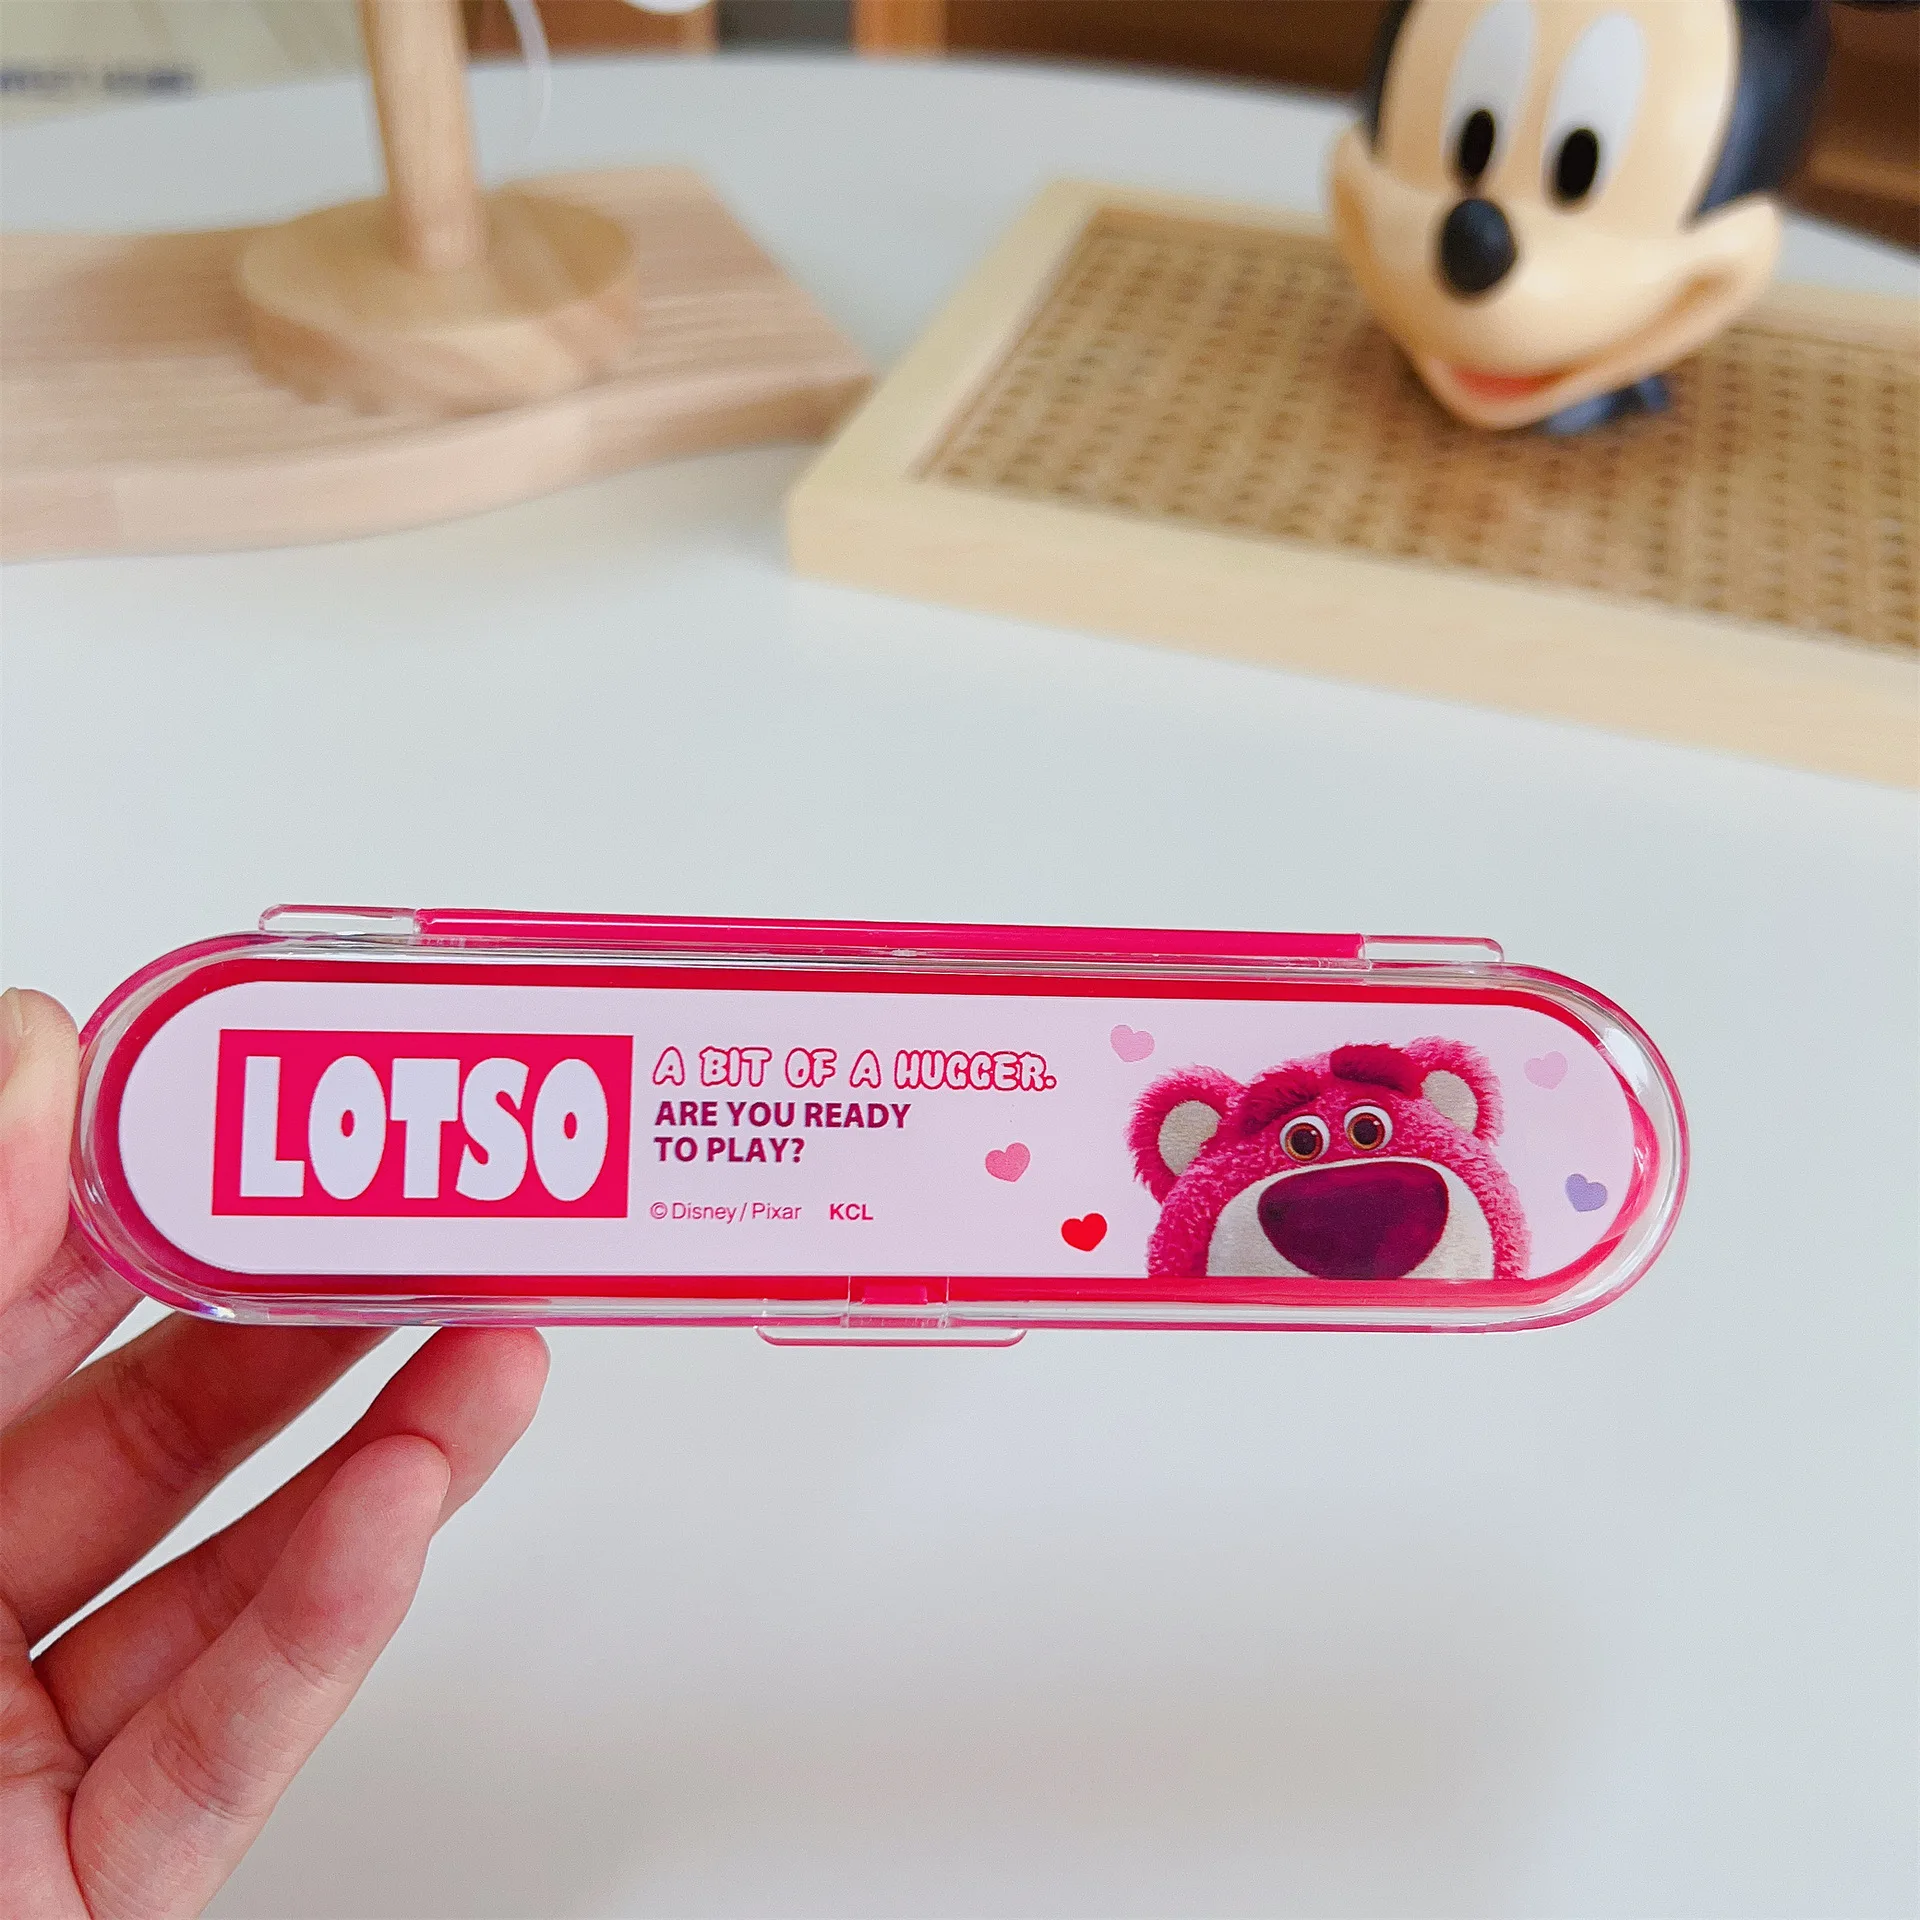 LOTSO
A BIT OF A HUGGER.
ARE YOU READY
TO PLAY?
© Disney / Pixar KCL